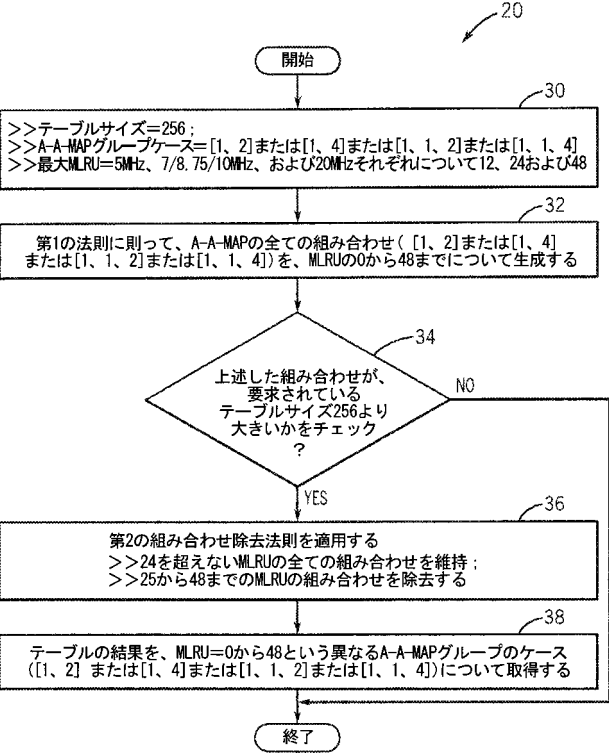 20
開始
30
>>テーブルサイズ=256;
>>A-A-MAPグループケース=[1、2]または[1、4]または[1、1、2]または[1、1、4]
>>最大MLRU=5MHz、7/8.75/10MHz、および20MHzそれぞれについて12、24および48
32
第1の法則に則って、A-A-MAPの全ての組み合わせ( [1、2]または[1、4]
または[1、1、2]または[1、1、4])を、MLRUの0から48までについて生成する
34
上述した組み合わせが、
要求されている
テーブルサイズ256より
大きいかをチェック
?
NO
YES
36
第2の組み合わせ除去法則を適用する
>>24を超えないMLRUの全ての組み合わせを維持;
>>25から48までのMLRUの組み合わせを除去する
38
テーブルの結果を、MLRU=0から48という異なるA-A-MAPグループのケース
([1、2] または[1、4]または[1、1、2]または[1、1、4])について取得する
終了